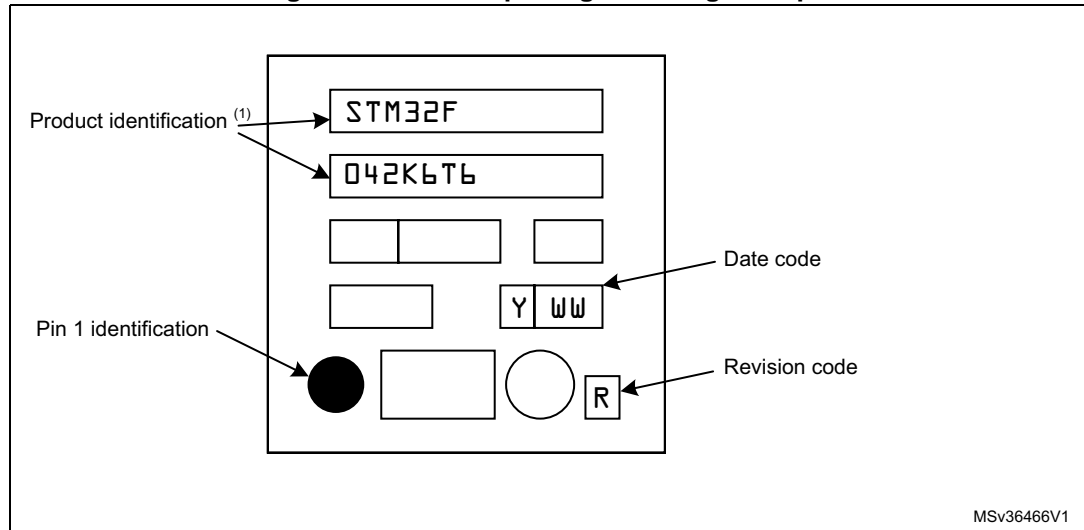 STM32F
Product identification (1)
042K6T6
Date code
Y WW
Pin 1 identification
Revision code
R
MSv36466V1